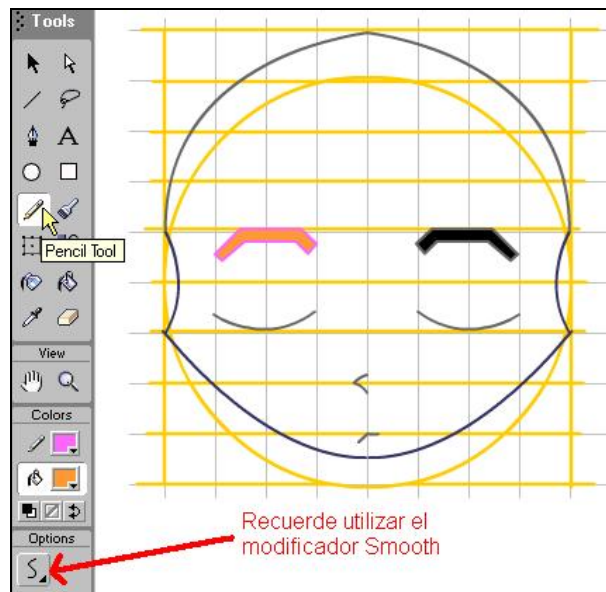 Tools
A
Pencil Tool
View
Colors
Options
Recuerde utilizar el
modificador Smooth